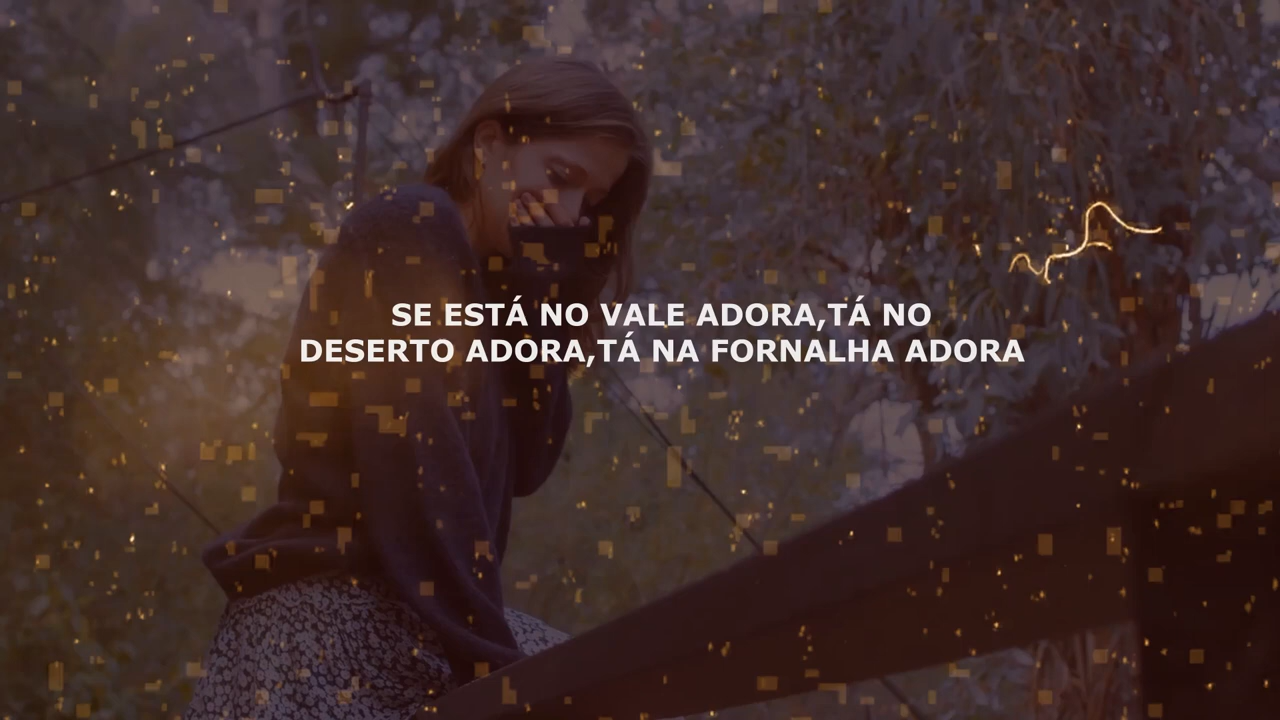 SE ESTÁ NO VALE ADORA,TÁ NO
DESERTO ADORA,TÁ NA FORNALHA ADORA